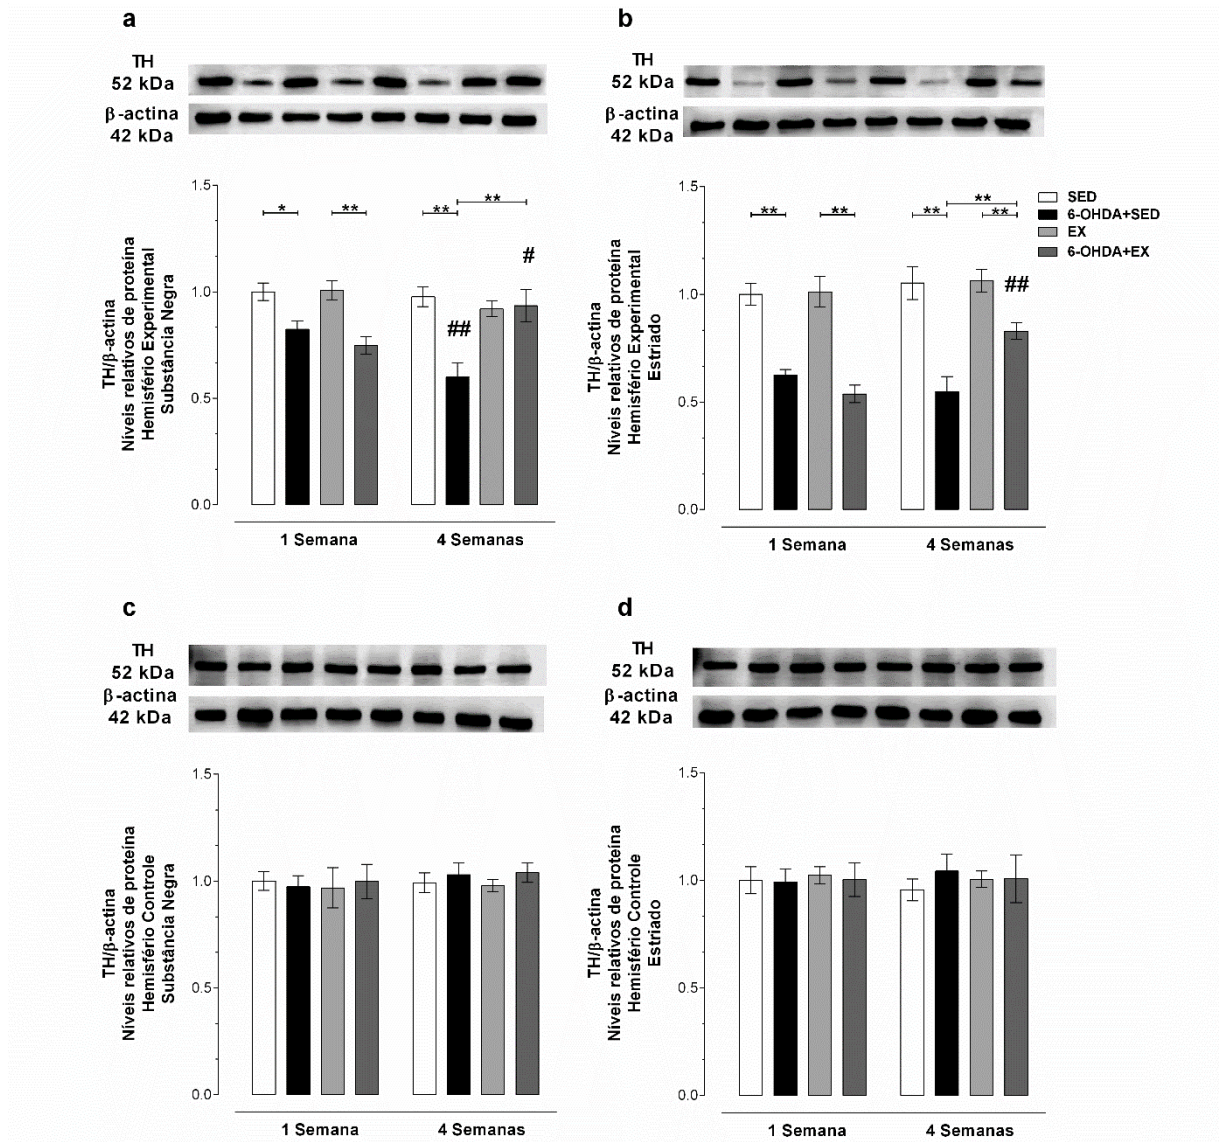 a
TH
52 kDa
β-actina
42 kDa
1.5
1.0
0.5
0.0
TH/β-actina
Níveis relativos de proteína
Hemisfério Experimental
Substância Negra
*
**
**
**
##
#
1 Semana
4 Semanas
b
TH
52 kDa
β-actina
42 kDa
1.5
1.0
0.5
0.0
TH/β-actina
Níveis relativos de proteína
Hemisfério Experimental
Estriado
**
**
**
**
**
##
SED
6-OHDA+SED
EX
6-OHDA+EX
1 Semana
4 Semanas
c
TH
52 kDa
β-actina
42 kDa
1.5
1.0
0.5
0.0
TH/β-actina
Níveis relativos de proteína
Hemisfério Controle
Substância Negra
1 Semana
4 Semanas
d
TH
52 kDa
β-actina
42 kDa
1.5
1.0
0.5
0.0
TH/β-actina
Níveis relativos de proteína
Hemisfério Controle
Estriado
1 Semana
4 Semanas